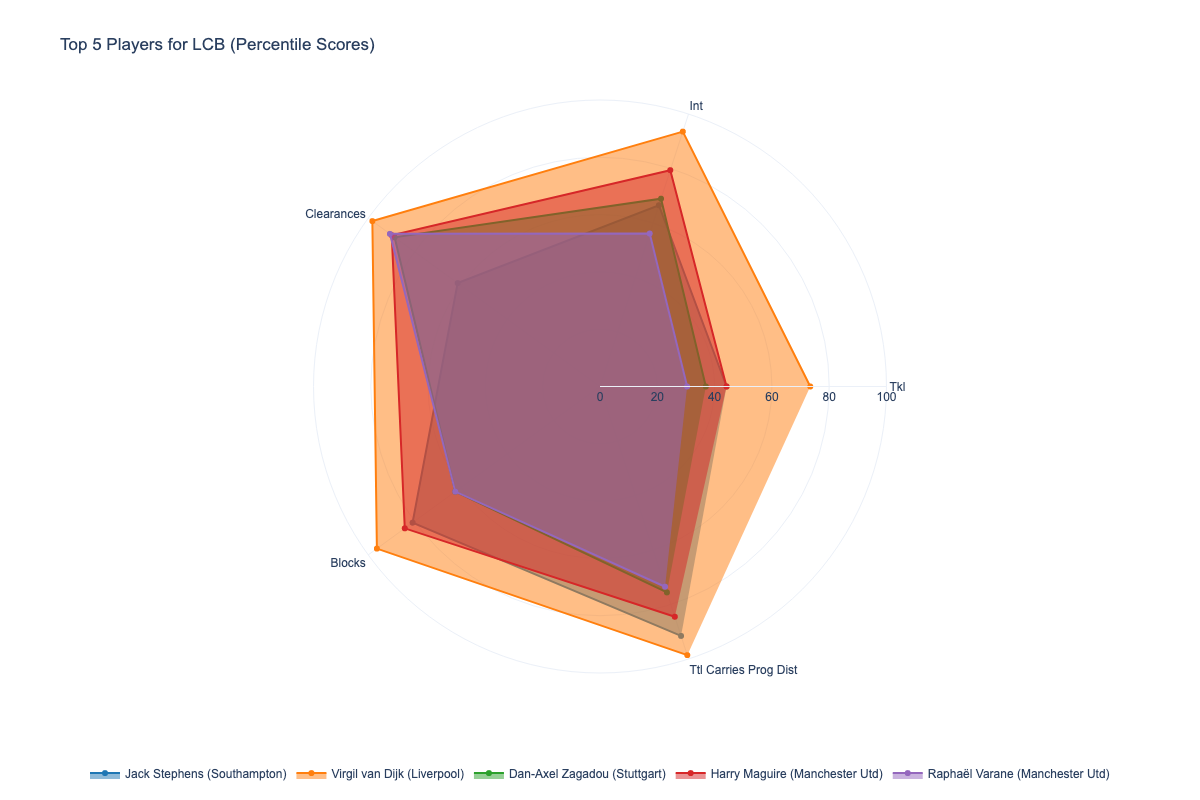 Top 5 Players for LCB (Percentile Scores)
Int
Clearances
Tkl
0 20 40 60 80 100
Blocks
Ttl Carries Prog Dist
Jack Stephens (Southampton) Virgil van Dijk (Liverpool) Dan-Axel Zagadou (Stuttgart) Harry Maguire (Manchester Utd) Raphaël Varane (Manchester Utd)